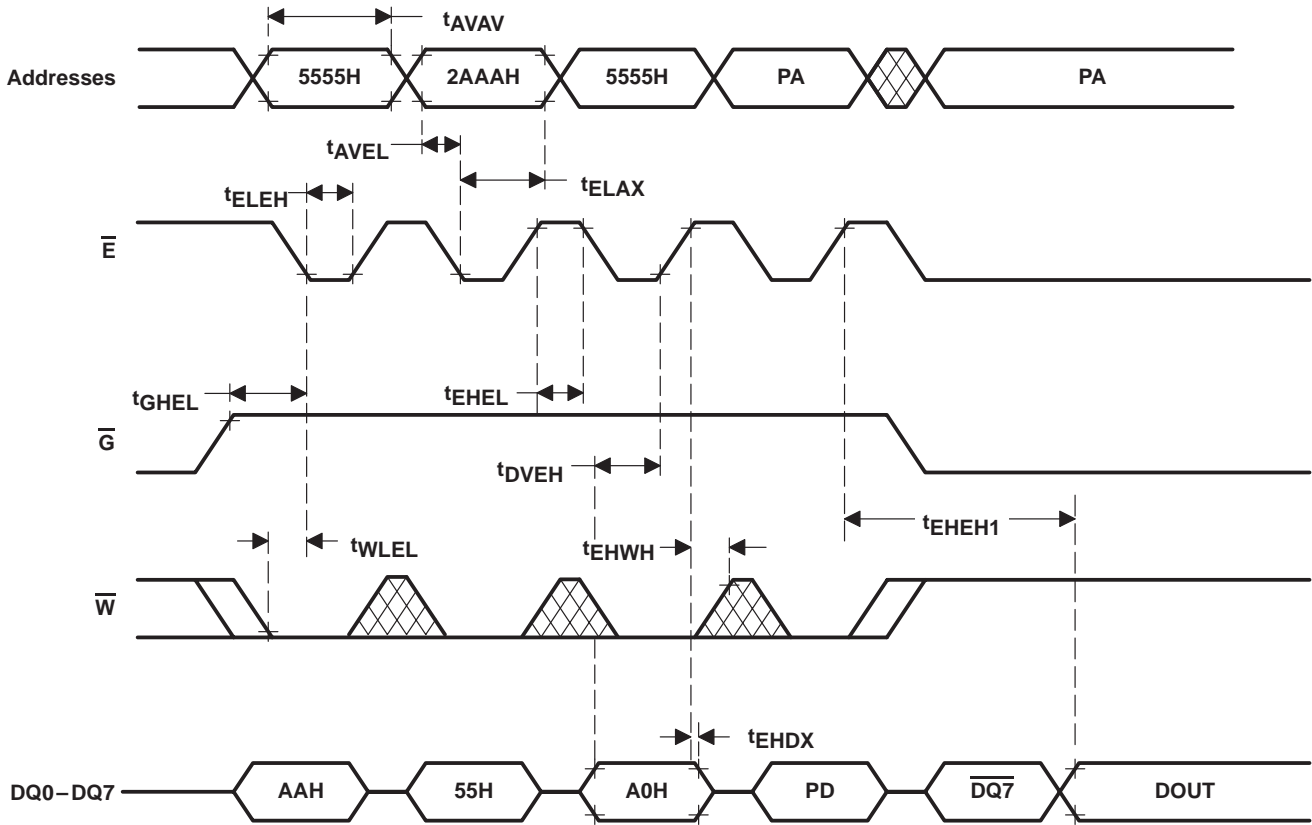 tAVAV
Addresses 5555H 2AAAH 5555H PA PA
tAVEL
tELAX
tELEH
E̅
tGHEL
tEHEL
G̅
tDVEH
tEHEH1
tWLEL
tEHWH
W̅
tEHDX
DQ0–DQ7 AAH 55H A0H PD D̅Q̅7̅ DOUT